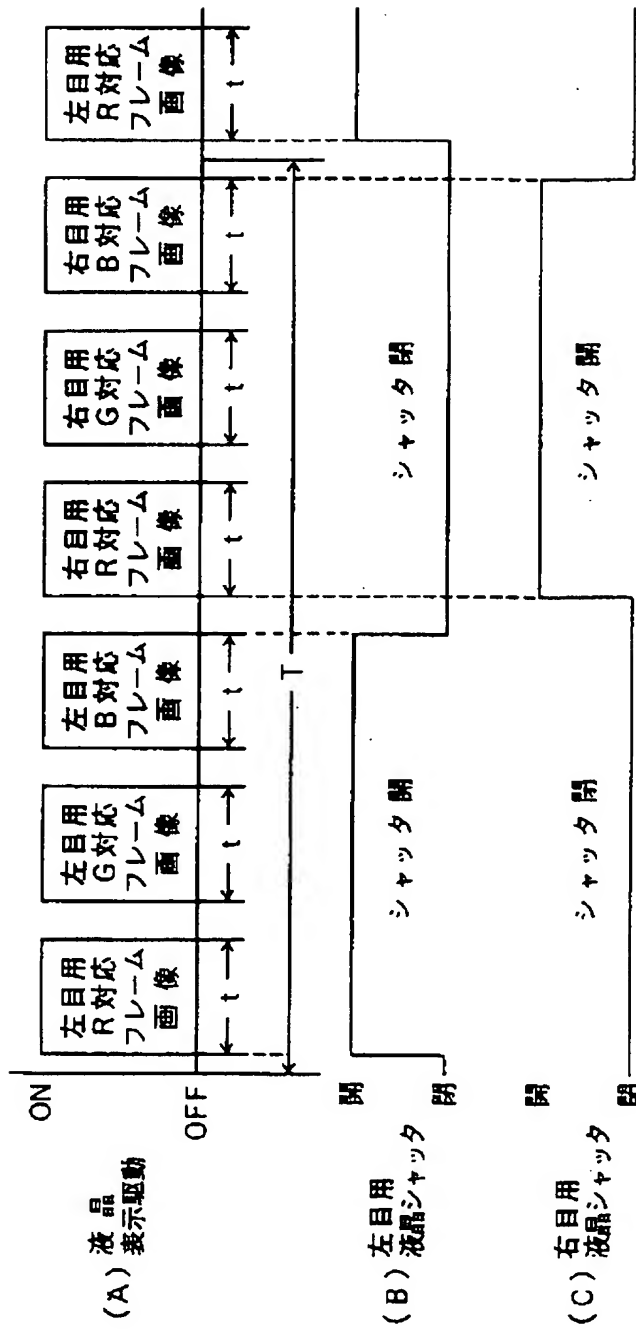 ON
OFF
(A) 液晶
表示駆動
左目用
R対応
フレーム
画像
t
左目用
G対応
フレーム
画像
t
左目用
B対応
フレーム
画像
t
右目用
R対応
フレーム
画像
t
右目用
G対応
フレーム
画像
t
右目用
B対応
フレーム
画像
t
左目用
R対応
フレーム
画像
t
T
(B) 左目用
液晶シャッタ
開
閉
シャッタ開
シャッタ閉
(C) 右目用
液晶シャッタ
開
閉
シャッタ閉
シャッタ開